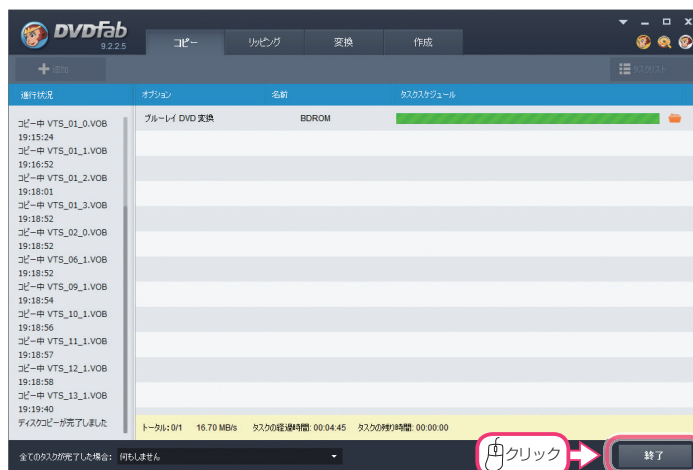 DVDFab
9.2.2.5
コピー
リッピング
変換
作成
追加
タスクリスト
進行状況
オプション
名前
タスクスケジュール
コピー中 VTS_01_0.VOB
19:15:24
コピー中 VTS_01_1.VOB
19:16:52
コピー中 VTS_01_2.VOB
19:18:01
コピー中 VTS_01_3.VOB
19:18:52
コピー中 VTS_02_0.VOB
19:18:52
コピー中 VTS_06_1.VOB
19:18:52
コピー中 VTS_09_1.VOB
19:18:54
コピー中 VTS_10_1.VOB
19:18:56
コピー中 VTS_11_1.VOB
19:18:57
コピー中 VTS_12_1.VOB
19:18:58
コピー中 VTS_13_1.VOB
19:19:40
ディスクコピーが完了しました
ブルーレイ DVD 変換
BDROM
トータル: 0/1 16.70 MB/s タスクの経過時間: 00:04:45 タスクの残り時間: 00:00:00
全てのタスクが完了した場合: 何もしません
クリック
終了